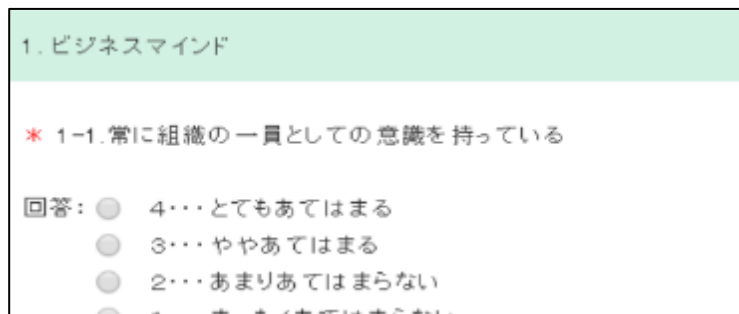 1.ビジネスマインド
* 1-1.常に組織の一員としての意識を持っている
回答: 4・・・とてもあてはまる
3・・・ややあてはまる
2・・・あまりあてはまらない